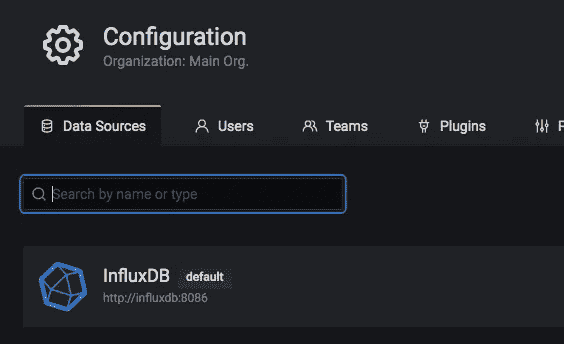 Configuration
Organization: Main Org.
Data Sources Users Teams Plugins
Search by name or type
InfluxDB default
http://influxdb:8086